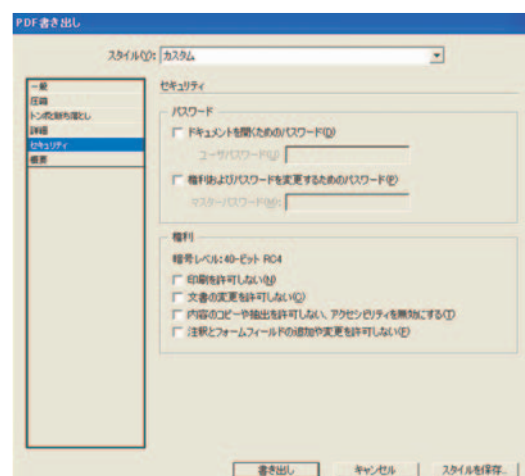 PDF書き出し
スタイル(Y): カスタム
一般
圧縮
トンボと断ち落とし
詳細
セキュリティ
概要
セキュリティ
パスワード
ドキュメントを開くためのパスワード(D)
ユーザパスワード(U)
権利およびパスワードを変更するためのパスワード(P)
マスターパスワード(M):
権利
暗号レベル:40-ビット RC4
印刷を許可しない(N)
文書の変更を許可しない(C)
内容のコピーや抽出を許可しない、アクセシビリティを無効にする(T)
注釈とフォームフィールドの追加や変更を許可しない(F)
書き出し
キャンセル
スタイルを保存...